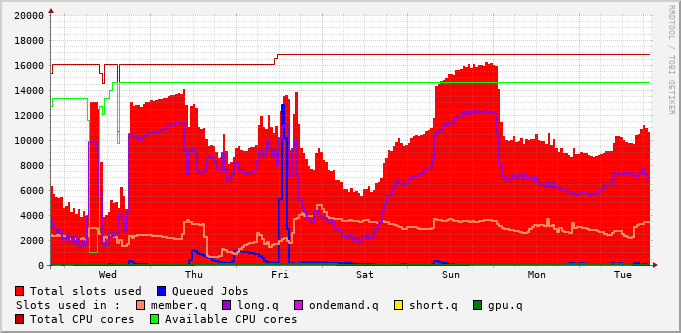 20000
18000
16000
14000
12000
10000
8000
6000
4000
2000
0
Wed Thu Fri Sat Sun Mon Tue
RRDTOOL / TOBI OETIKER
Total slots used Queued Jobs
Slots used in : member.q long.q ondemand.q short.q gpu.q
Total CPU cores Available CPU cores